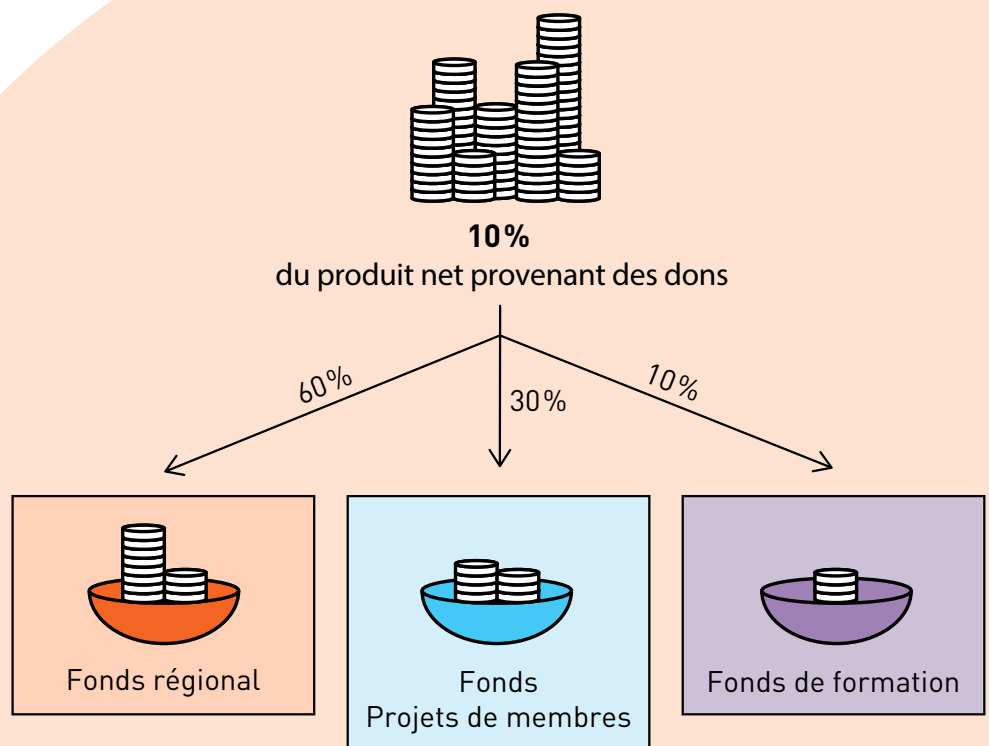 10%
du produit net provenant des dons
60%
30%
10%
Fonds régional
Fonds
Projets de membres
Fonds de formation